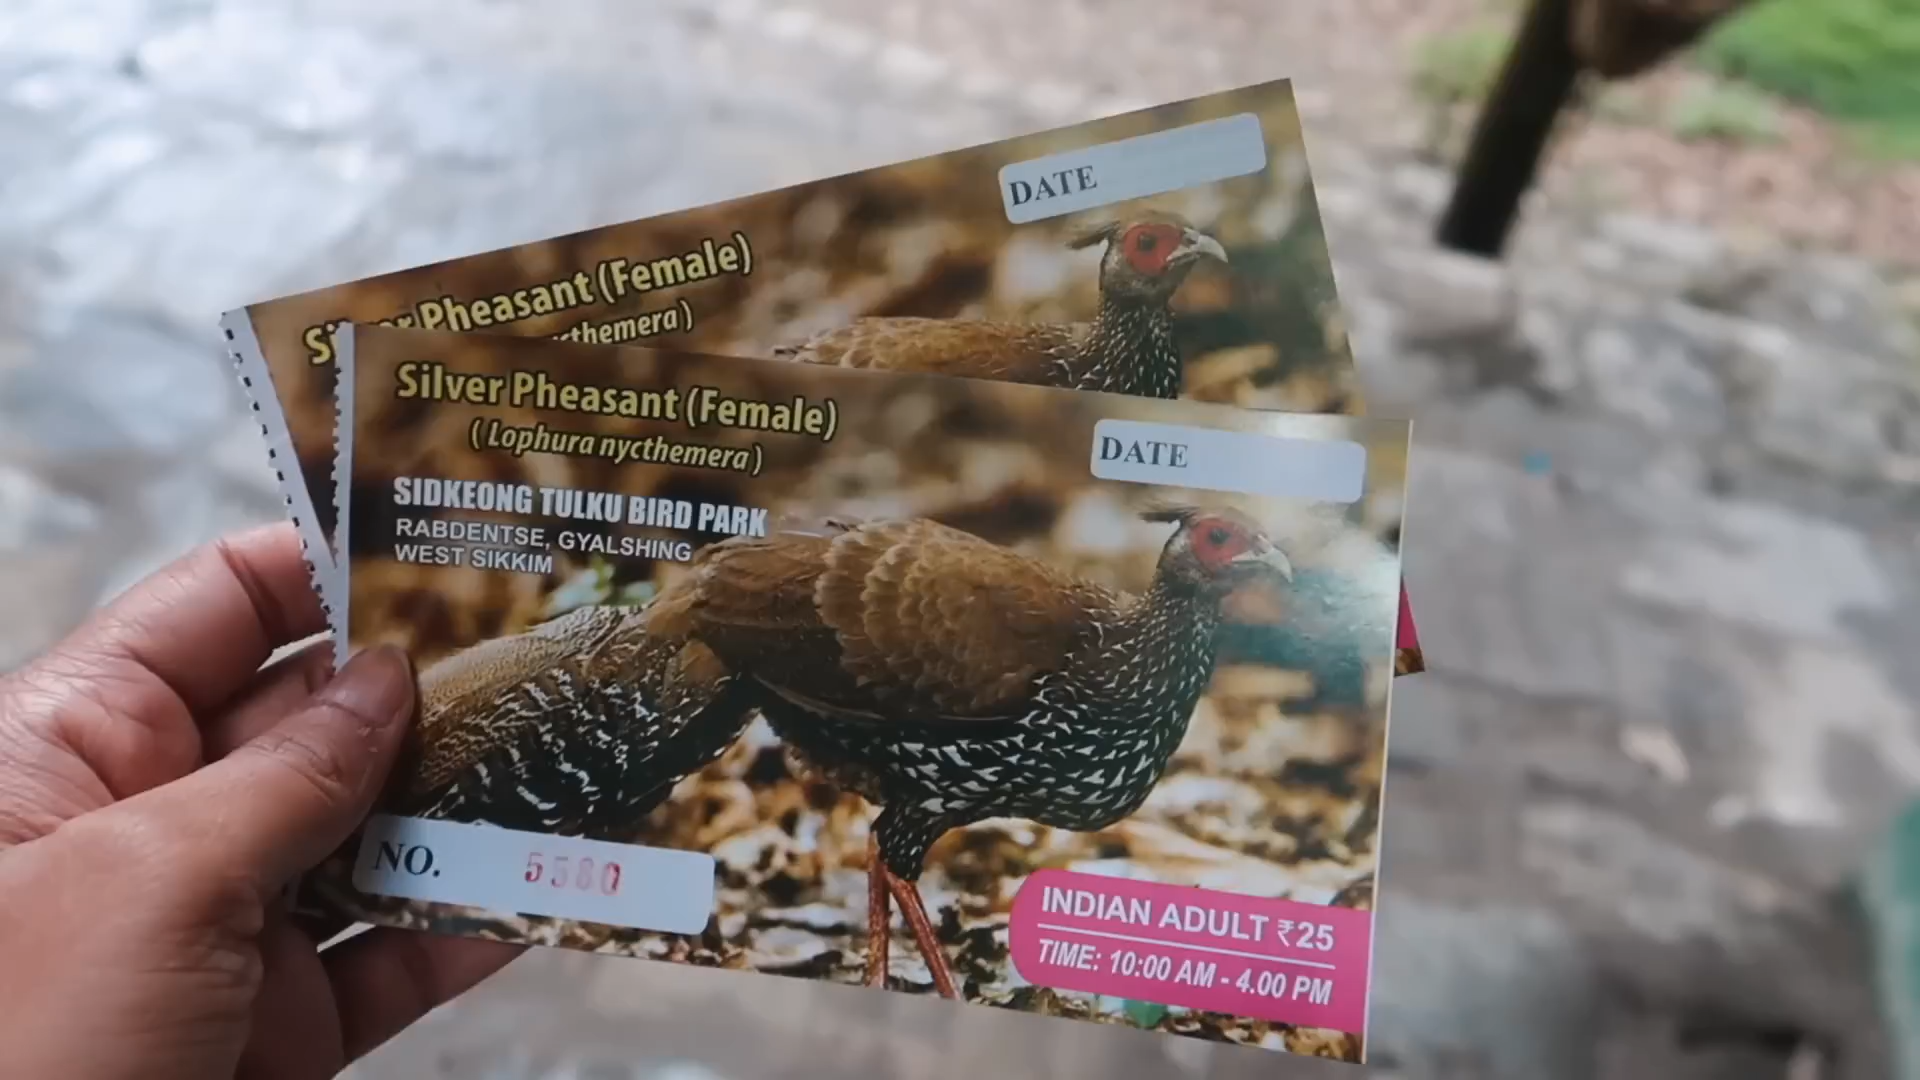 DATE
Pheasant (Female)
DATE
Silver Pheasant (Female)
( Lophura nycthemera )
SIDKEONG TULKU BIRD PARK
RABDENTSE, GYALSHING
WEST SIKKIM
NO. 5580
INDIAN ADULT ₹25
TIME: 10:00 AM - 4.00 PM